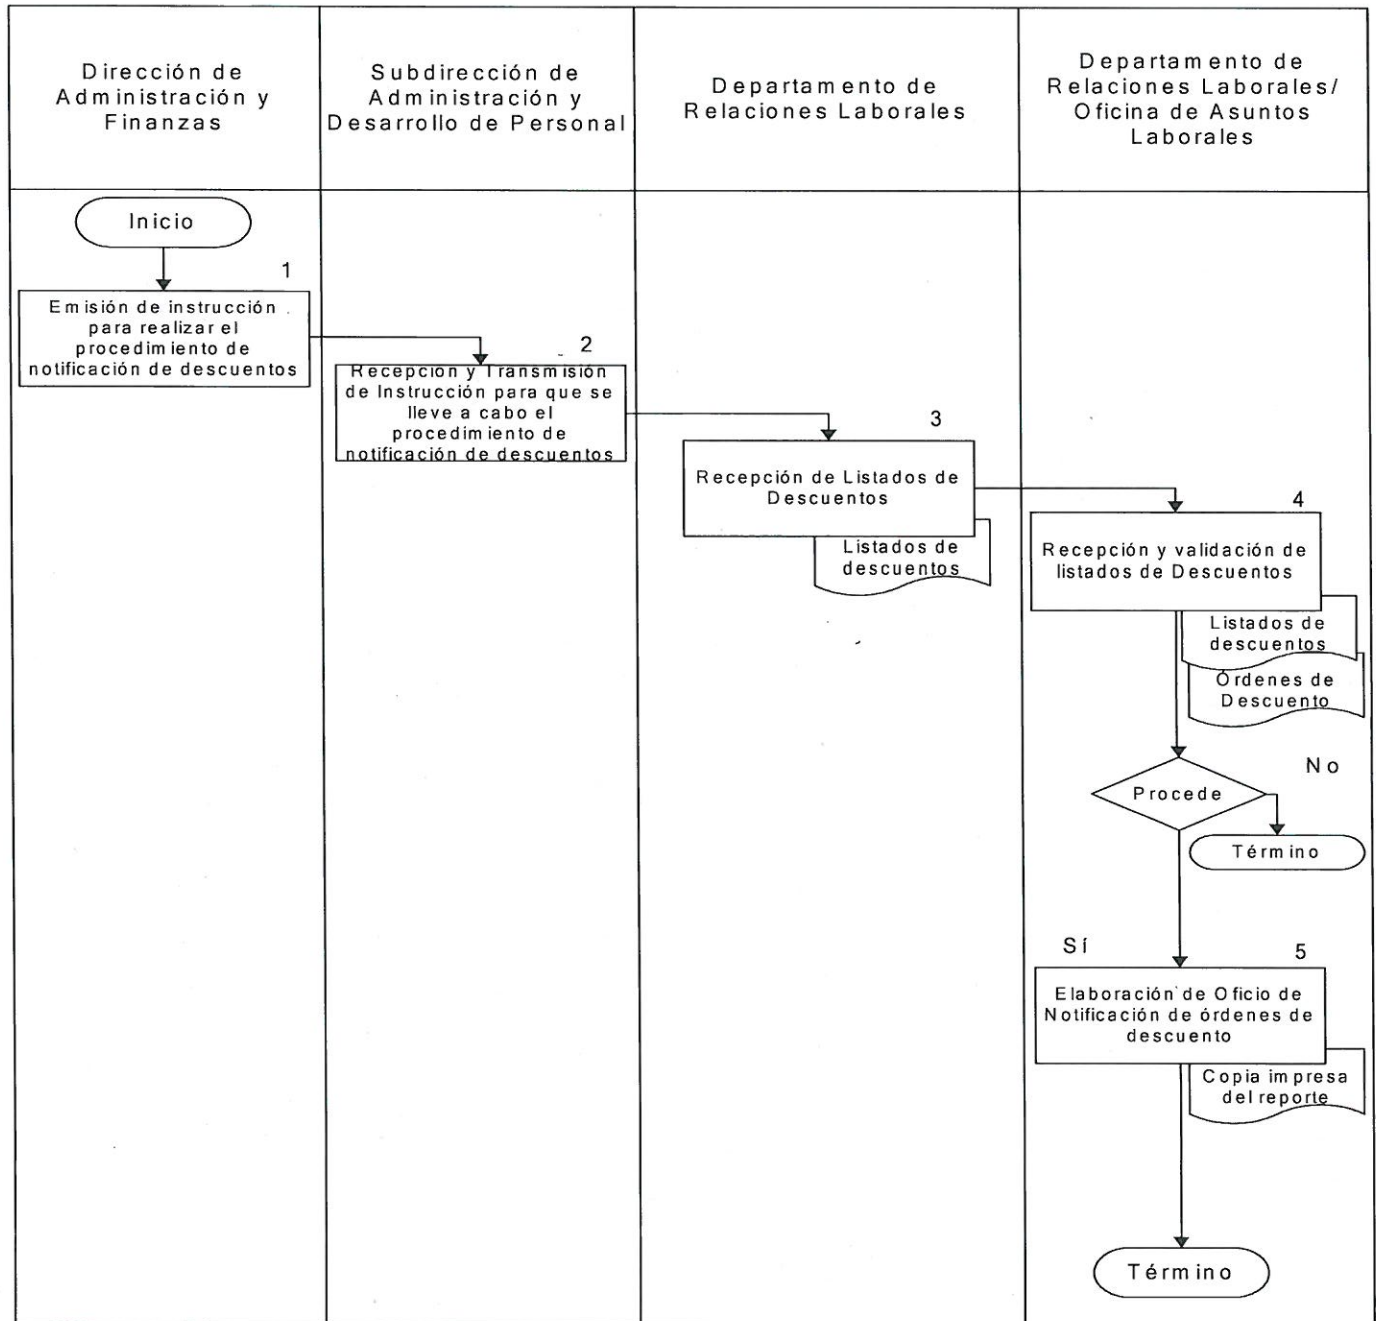 Dirección de
Administración y
Finanzas
Subdirección de
Administración y
Desarrollo de Personal
Departamento de
Relaciones Laborales
Departamento de
Relaciones Laborales/
Oficina de Asuntos
Laborales
Inicio
1
Emisión de instrucción
para realizar el
procedimiento de
notificación de descuentos
2
Recepción y Transmisión
de Instrucción para que se
lleve a cabo el
procedimiento de
notificación de descuentos
3
Recepción de Listados de
Descuentos
Listados de
descuentos
4
Recepción y validación de
listados de Descuentos
Listados de
descuentos
Órdenes de
Descuento
Procede
No
Término
Sí
5
Elaboración de Oficio de
Notificación de órdenes de
descuento
Copia impresa
del reporte
Término